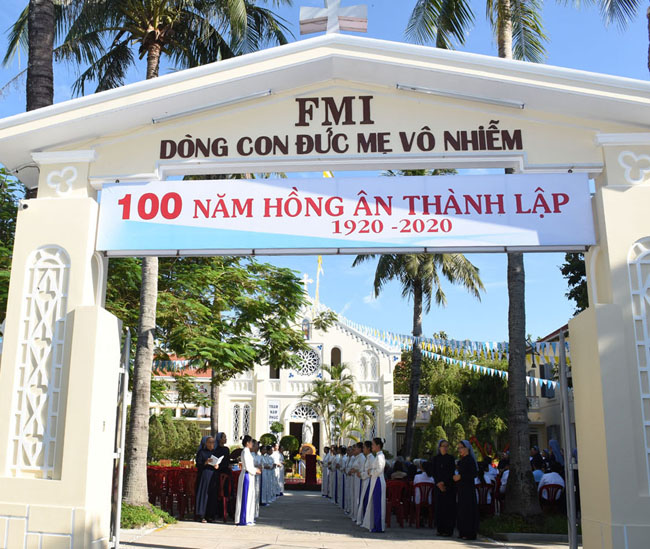 FMI
DÒNG CON ĐỨC MẸ VÔ NHIỄM
100 NĂM HỒNG ÂN THÀNH LẬP
1920 -2020